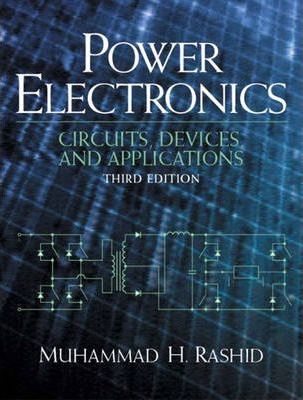 POWER
ELECTRONICS
CIRCUITS, DEVICES
AND APPLICATIONS
THIRD EDITION
MUHAMMAD H. RASHID